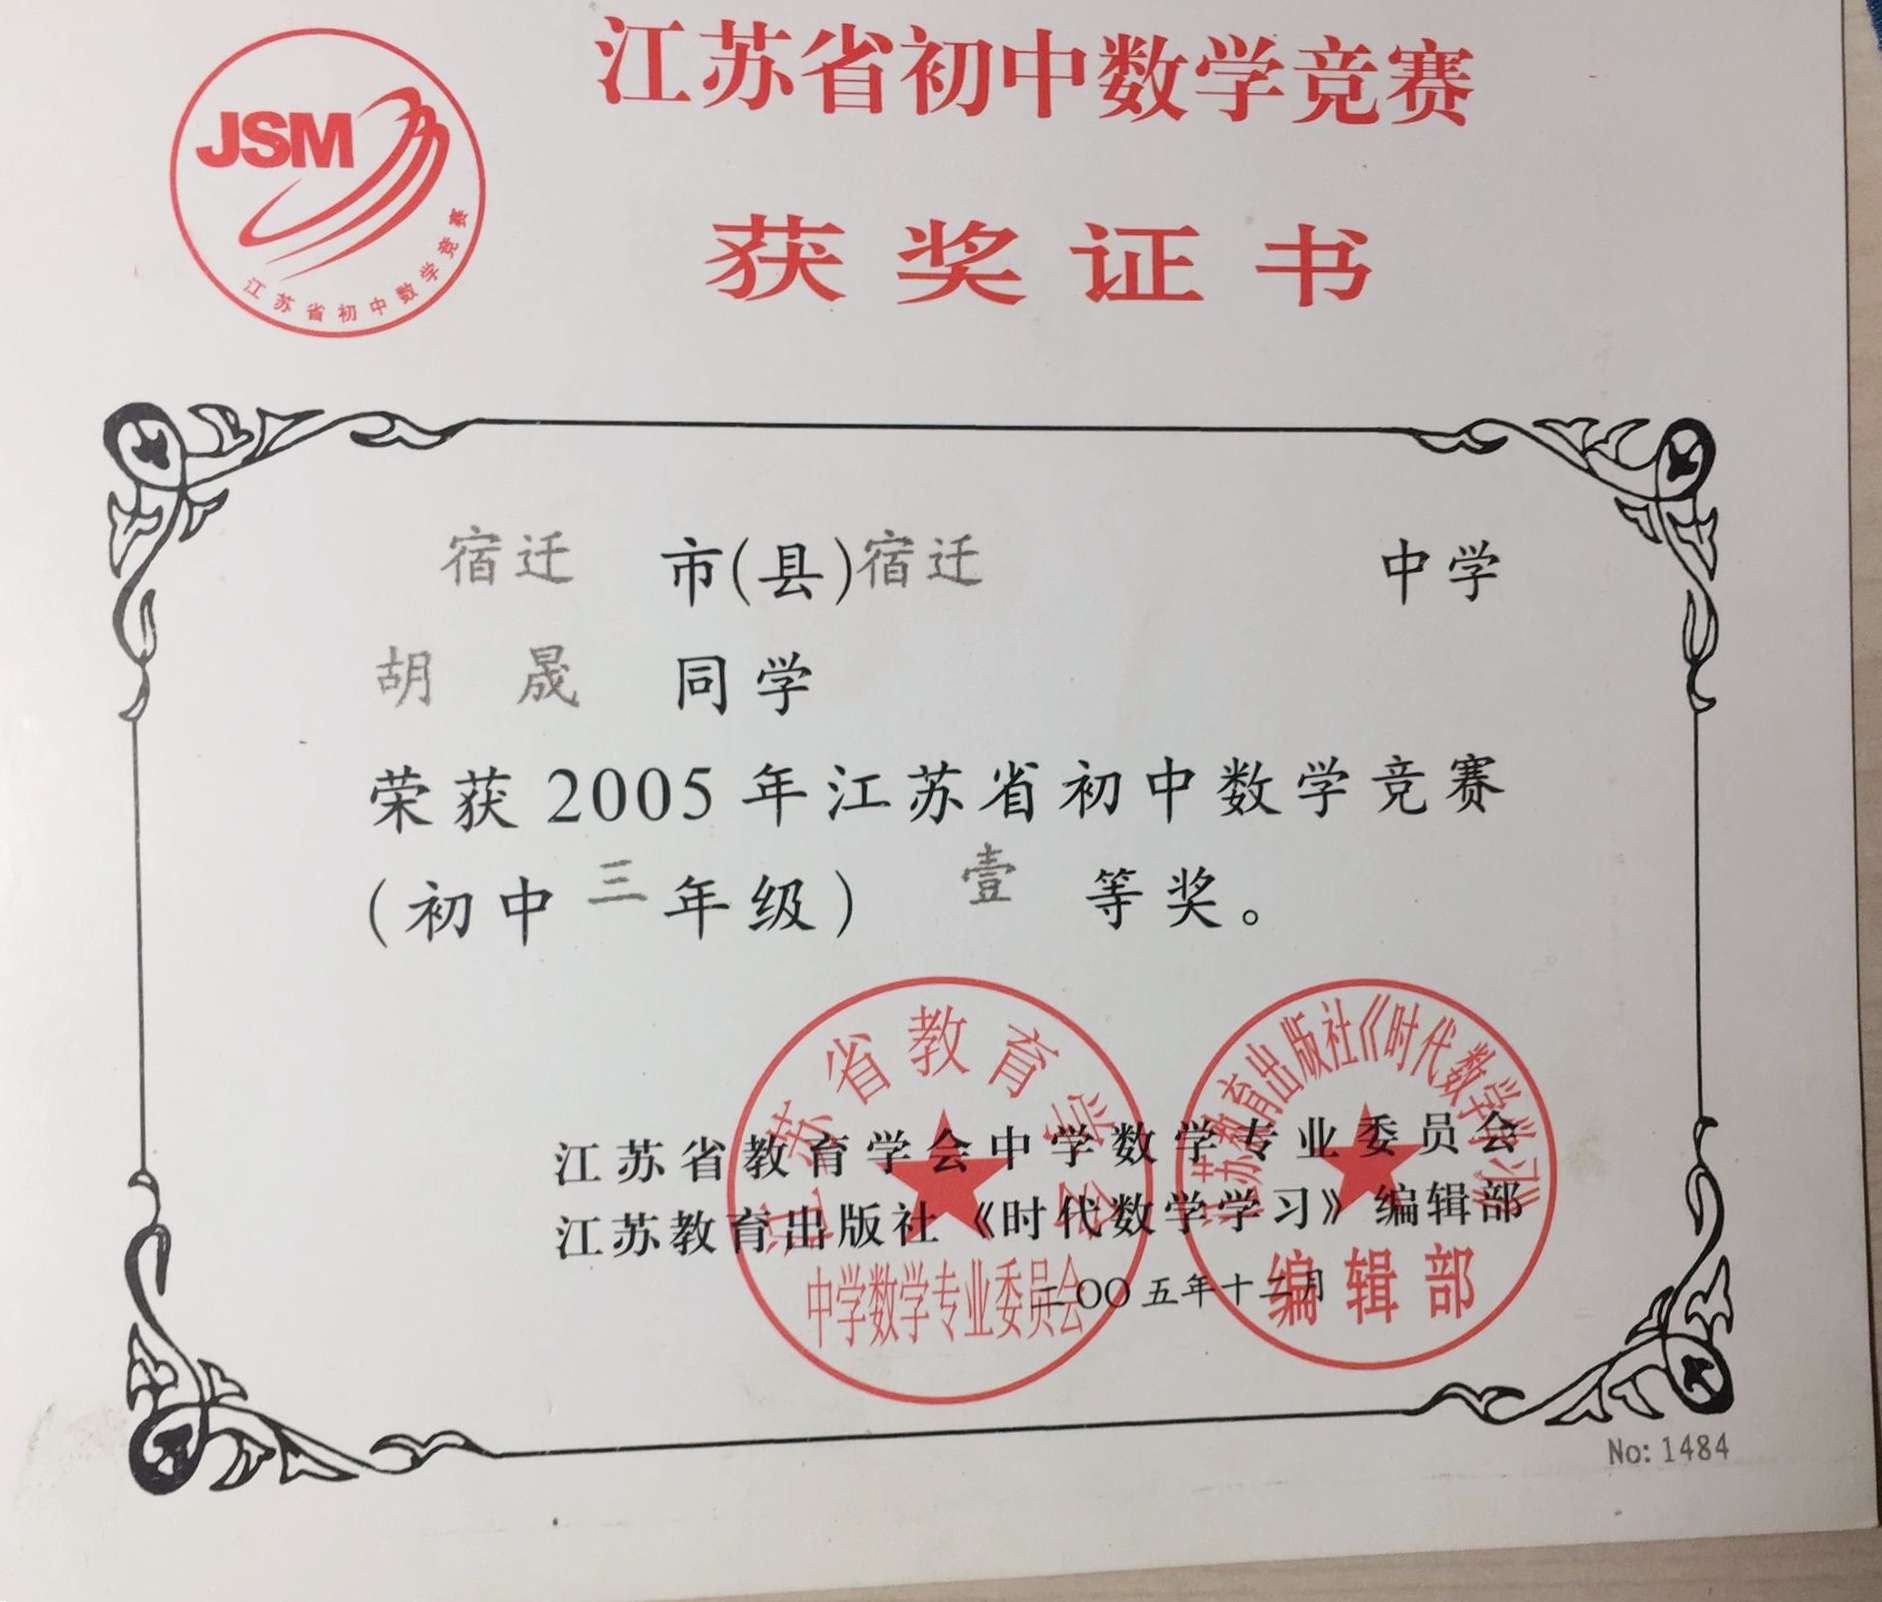 江苏省初中数学竞赛
获奖证书
JSM
江苏省初中数学竞赛
宿迁 市(县)宿迁 中学
胡 晟 同学
荣获2005年江苏省初中数学竞赛
(初中三年级) 壹 等奖。
江苏省教育学会中学数学专业委员会
江苏教育出版社《时代数学学习》编辑部
二〇〇五年十二月
江苏省教育学会
中学数学专业委员会
江苏教育出版社《时代数学学习》
编辑部
No: 1484